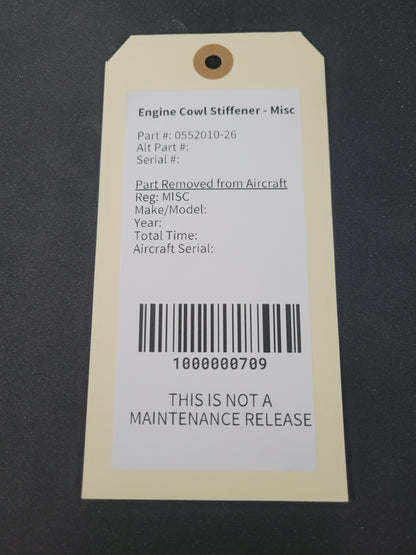 Engine Cowl Stiffener - Misc
Part #: 0552010-26
Alt Part #:
Serial #:
Part Removed from Aircraft
Reg: MISC
Make/Model:
Year:
Total Time:
Aircraft Serial:
1000000709
THIS IS NOT A
MAINTENANCE RELEASE